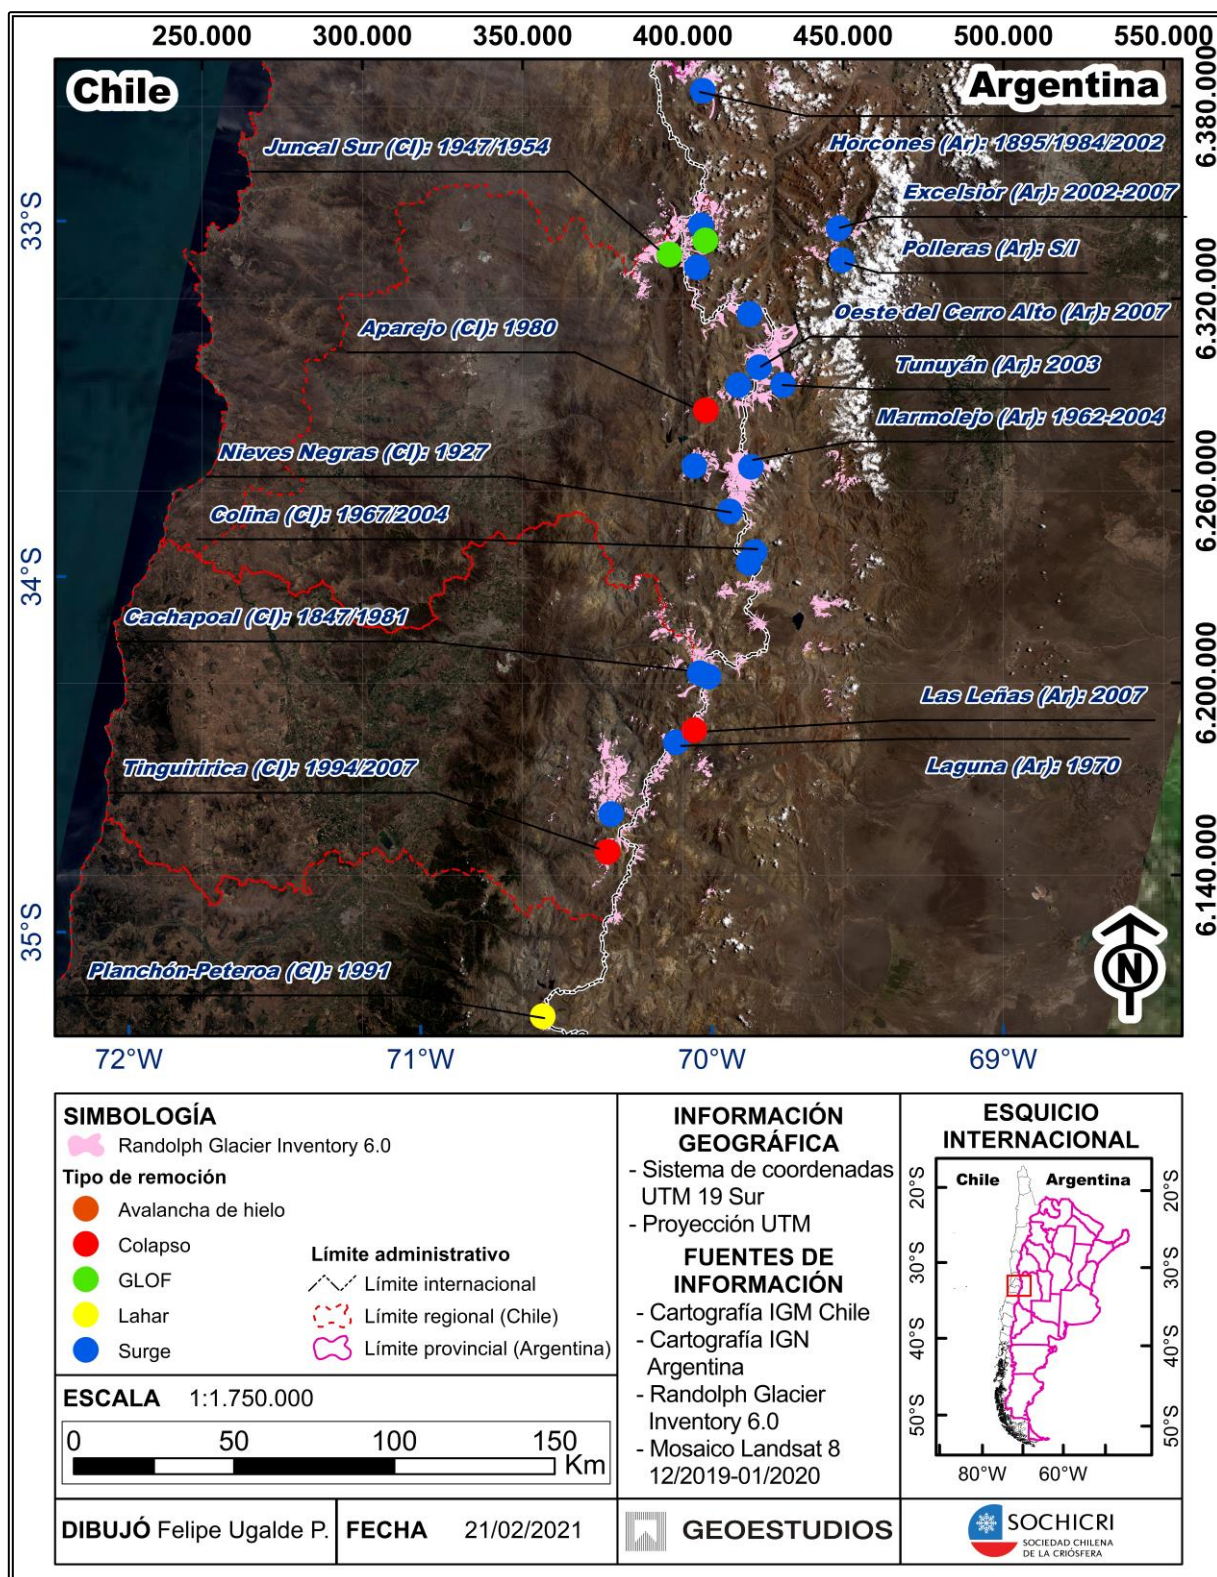 250.000 300.000 350.000 400.000 450.000 500.000 550.000
Chile
Argentina
6.380.000
Juncal Sur (Cl): 1947/1954
Horcones (Ar): 1895/1984/2002
Excelsior (Ar): 2002-2007
33°S
Polleras (Ar): S/I
6.320.000
Oeste del Cerro Alto (Ar): 2007
Aparejo (Cl): 1980
Tunuyán (Ar): 2003
Marmolejo (Ar): 1962-2004
Nieves Negras (Cl): 1927
6.260.000
Colina (Cl): 1967/2004
34°S
Cachapoal (Cl): 1847/1981
6.200.000
Las Leñas (Ar): 2007
Tinguiririca (Cl): 1994/2007
Laguna (Ar): 1970
6.140.000
35°S
Planchón-Peteroa (Cl): 1991
N
72°W 71°W 70°W 69°W
SIMBOLOGÍA
Randolph Glacier Inventory 6.0
Tipo de remoción
Avalancha de hielo
Colapso
GLOF
Lahar
Surge
Límite administrativo
Límite internacional
Límite regional (Chile)
Límite provincial (Argentina)
ESCALA 1:1.750.000
0 50 100 150
Km
DIBUJÓ Felipe Ugalde P.
FECHA 21/02/2021
INFORMACIÓN
GEOGRÁFICA
- Sistema de coordenadas
UTM 19 Sur
- Proyección UTM
FUENTES DE
INFORMACIÓN
- Cartografía IGM Chile
- Cartografía IGN
Argentina
- Randolph Glacier
Inventory 6.0
- Mosaico Landsat 8
12/2019-01/2020
GEOESTUDIOS
ESQUICIO
INTERNACIONAL
Chile Argentina
20°S 20°S
30°S 30°S
40°S 40°S
50°S 50°S
80°W 60°W
SOCHICRI
SOCIEDAD CHILENA
DE LA CRIÓSFERA